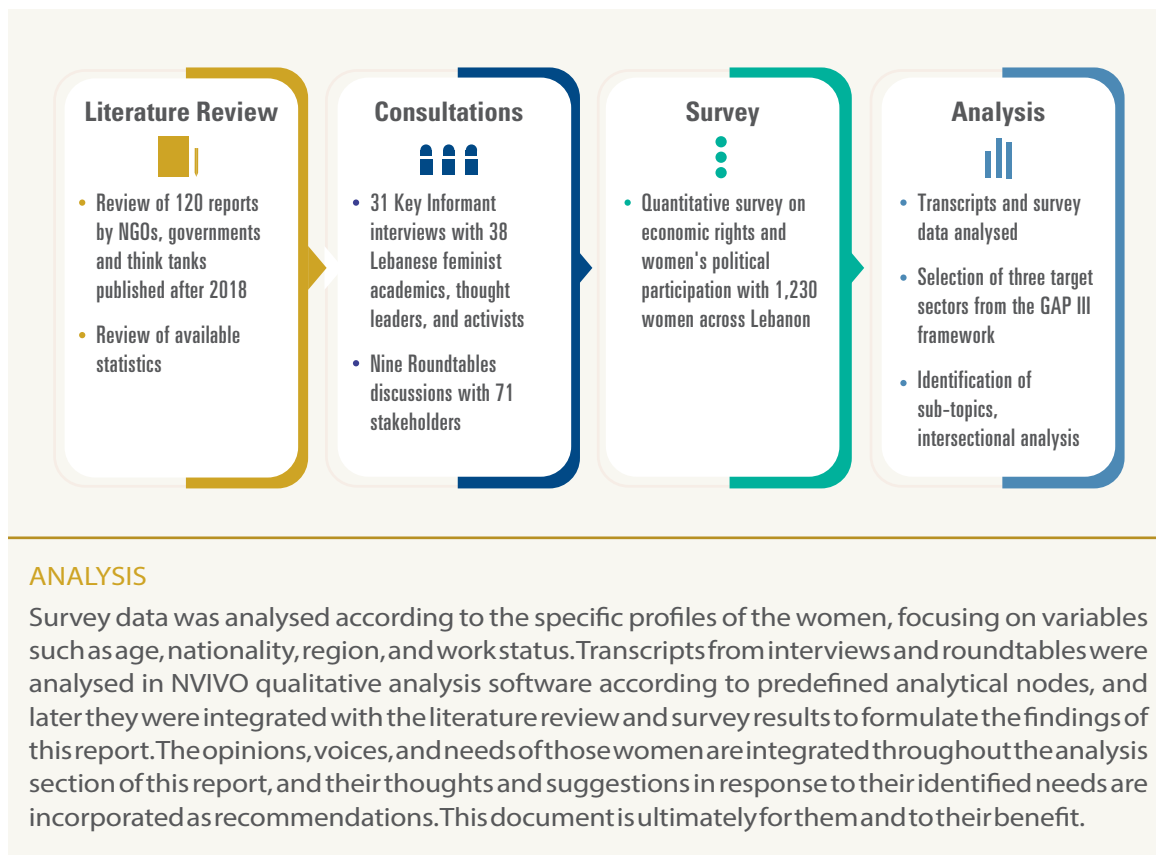 Literature Review
• Review of 120 reports
by NGOs, governments
and think tanks
published after 2018
• Review of available
statistics
Consultations
• 31 Key Informant
interviews with 38
Lebanese feminist
academics, thought
leaders, and activists
• Nine Roundtables
discussions with 71
stakeholders
Survey
• Quantitative survey on
economic rights and
women's political
participation with 1,230
women across Lebanon
Analysis
• Transcripts and survey
data analysed
• Selection of three target
sectors from the GAP III
framework
• Identification of
sub-topics,
intersectional analysis
ANALYSIS
Survey data was analysed according to the specific profiles of the women, focusing on variables
such as age, nationality, region, and work status. Transcripts from interviews and roundtables were
analysed in NVIVO qualitative analysis software according to predefined analytical nodes, and
later they were integrated with the literature review and survey results to formulate the findings of
this report. The opinions, voices, and needs of those women are integrated throughout the analysis
section of this report, and their thoughts and suggestions in response to their identified needs are
incorporated as recommendations. This document is ultimately for them and to their benefit.